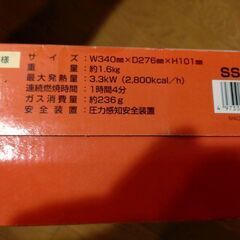 様
サイズ：W340㎜×D276㎜×H101㎜
重量：約1.6kg
最大発熱量：3.3kW（2,800kcal/h）
連続燃焼時間：1時間4分
ガス消費量：約236g
安全装置：圧力感知安全装置
SS